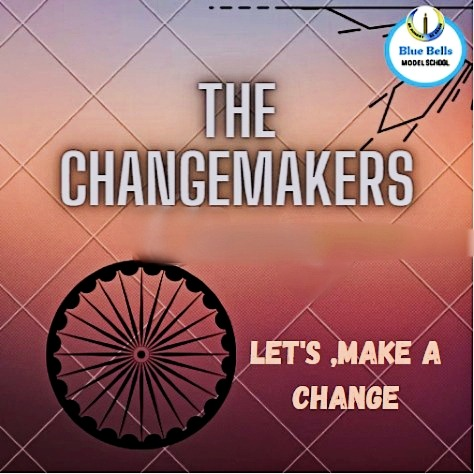 Blue Bells
MODEL SCHOOL
THE
CHANGEMAKERS
LET'S ,MAKE A
CHANGE